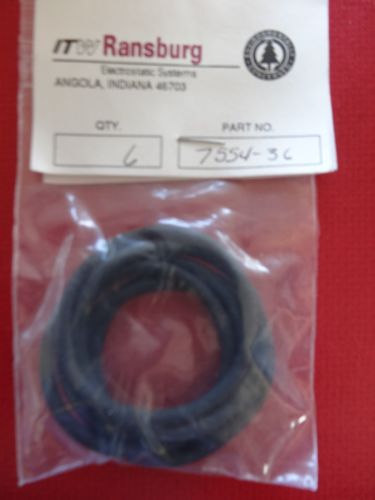 ITW Ransburg
Electrostatic Systems
ANGOLA, INDIANA 46703
QTY. PART NO.
6 7554-36